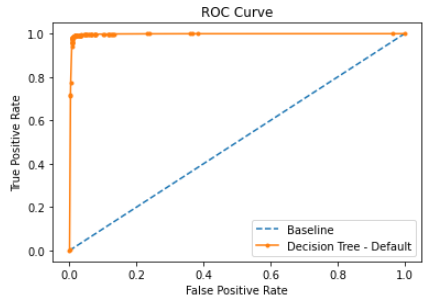 ROC Curve
True Positive Rate
1.0
0.8
0.6
0.4
0.2
0.0
Baseline
Decision Tree - Default
0.0 0.2 0.4 0.6 0.8 1.0
False Positive Rate